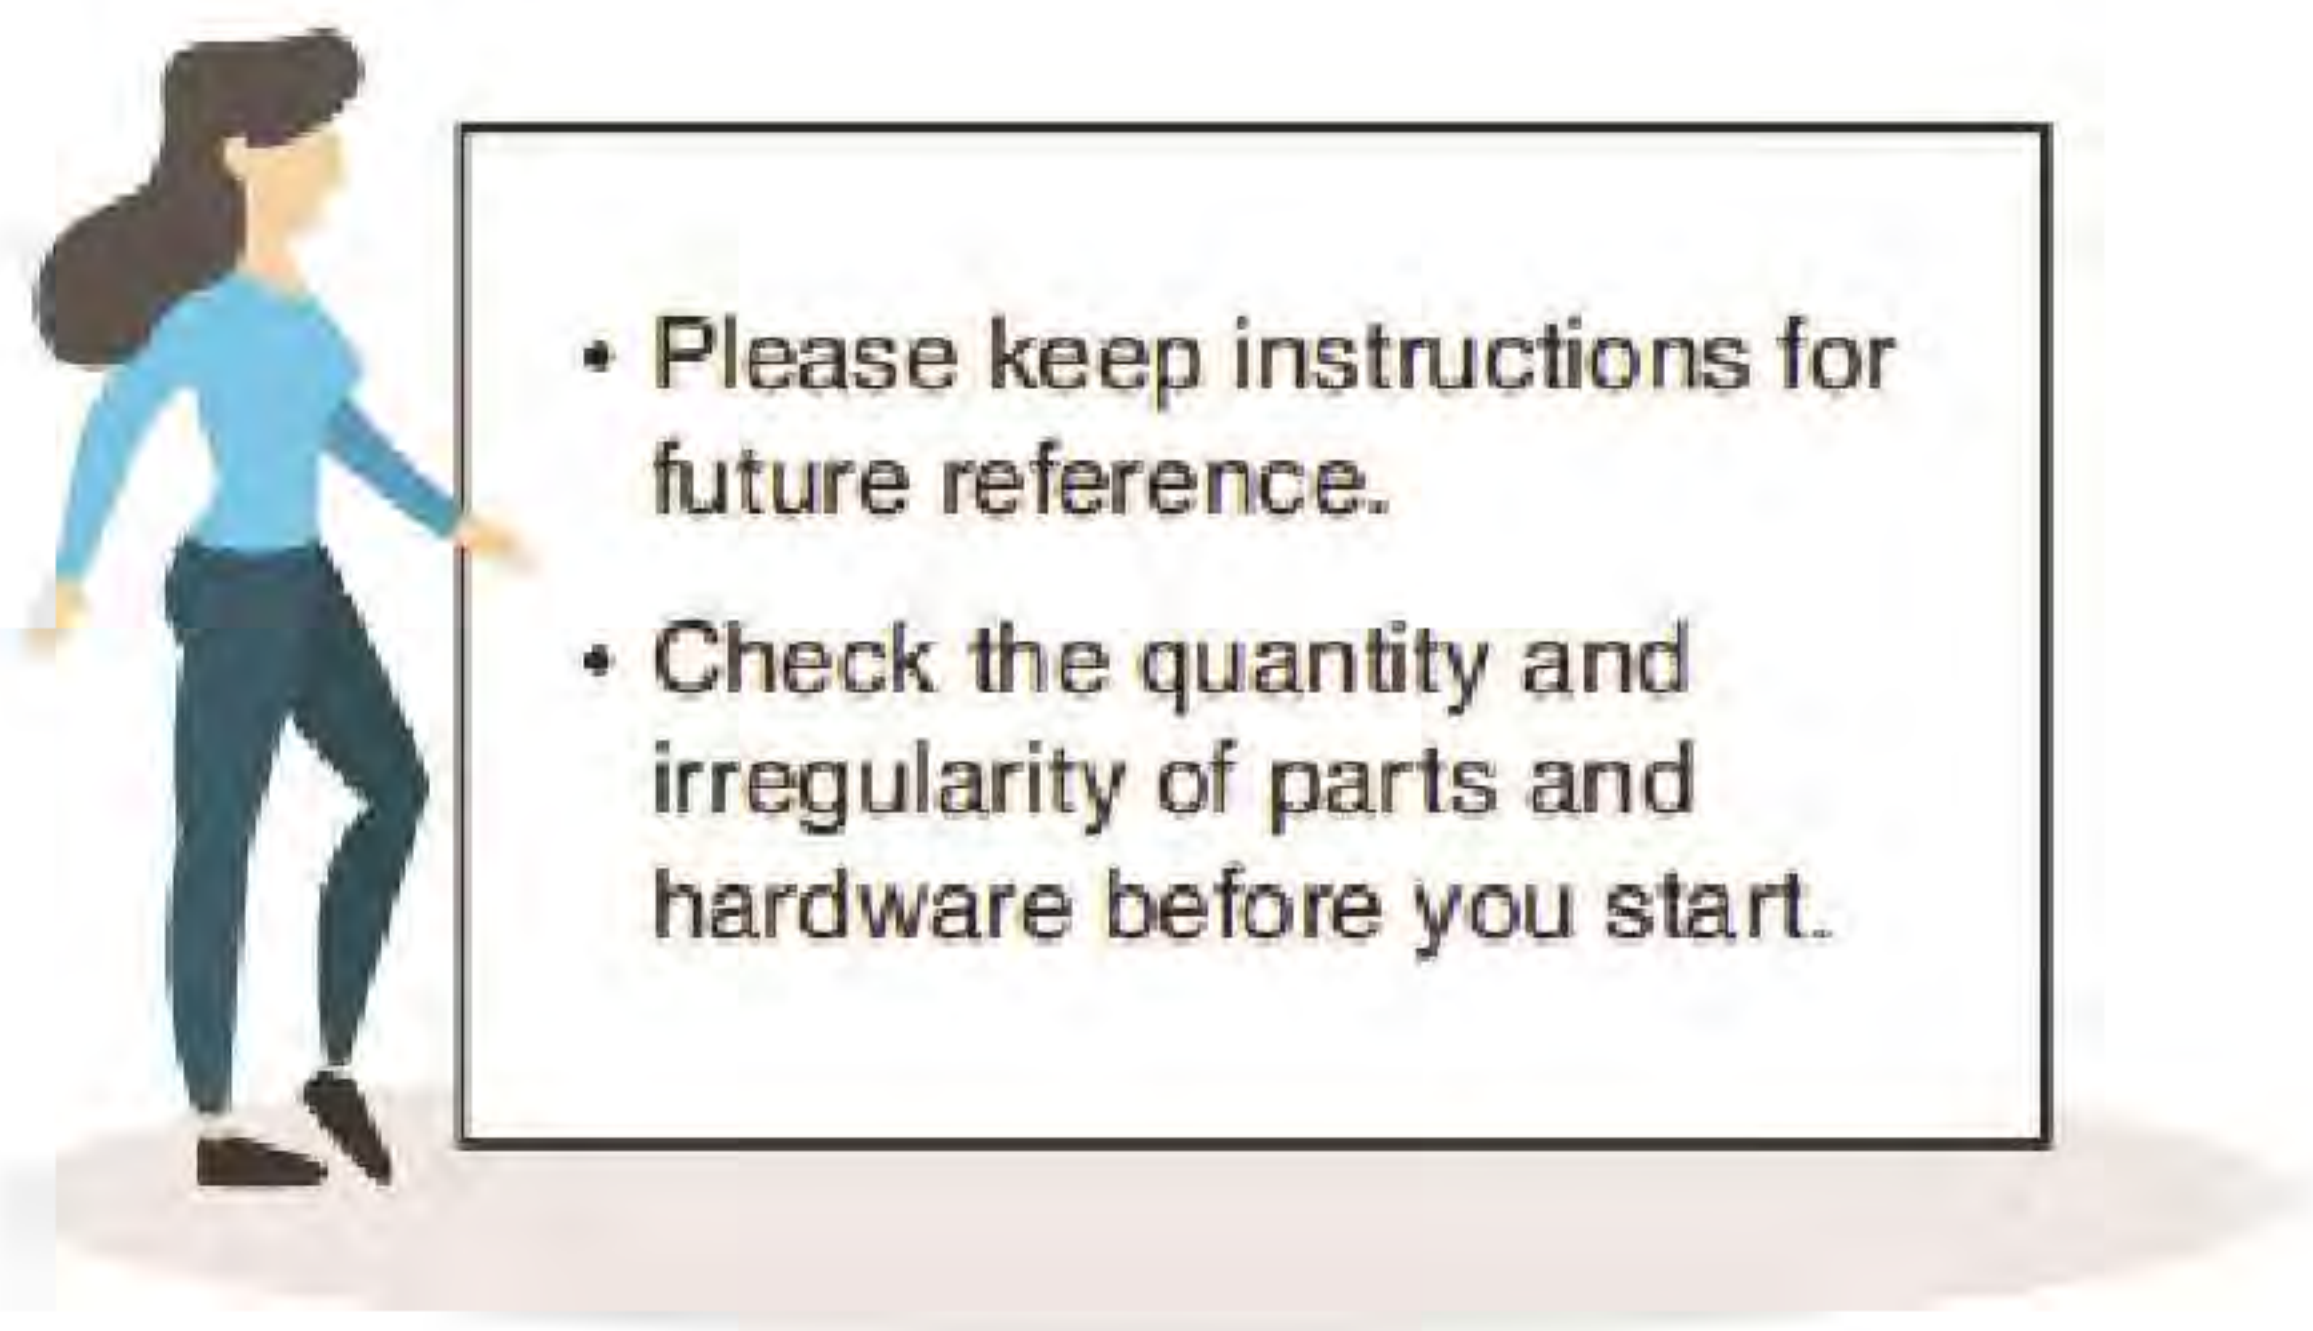 • Please keep instructions for
future reference.
• Check the quantity and
irregularity of parts and
hardware before you start.